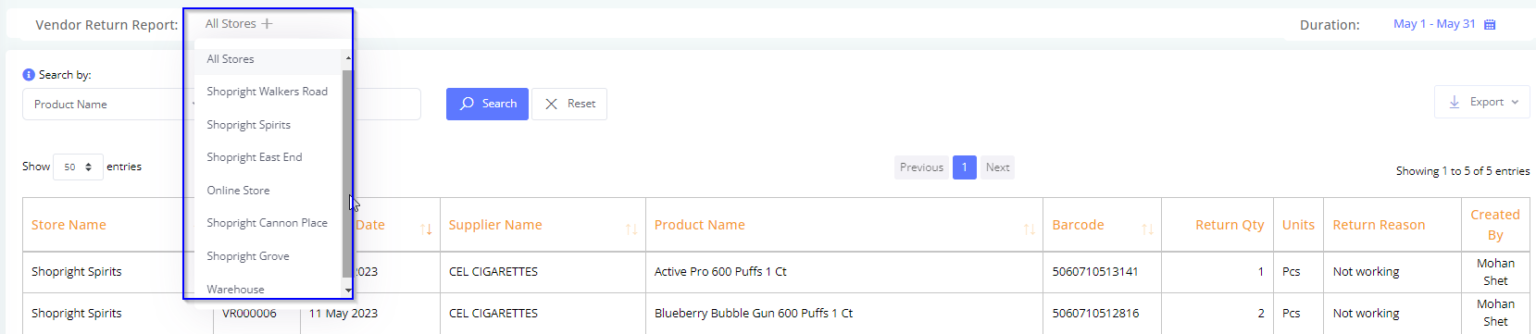 Vendor Return Report: All Stores + Duration: May 1 - May 31
All Stores
Search by:
Shopright Walkers Road
Product Name Search Reset Export
Shopright Spirits
Shopright East End
Show 50 entries Previous 1 Next Showing 1 to 5 of 5 entries
Online Store
Shopright Cannon Place
Store Name Date Supplier Name Product Name Barcode Return Qty Units Return Reason Created By
Shopright Grove
Shopright Spirits 2023 CEL CIGARETTES Active Pro 600 Puffs 1 Ct 5060710513141 1 Pcs Not working Mohan Shet
Warehouse
Shopright Spirits VR000006 11 May 2023 CEL CIGARETTES Blueberry Bubble Gun 600 Puffs 1 Ct 5060710512816 2 Pcs Not working Mohan Shet